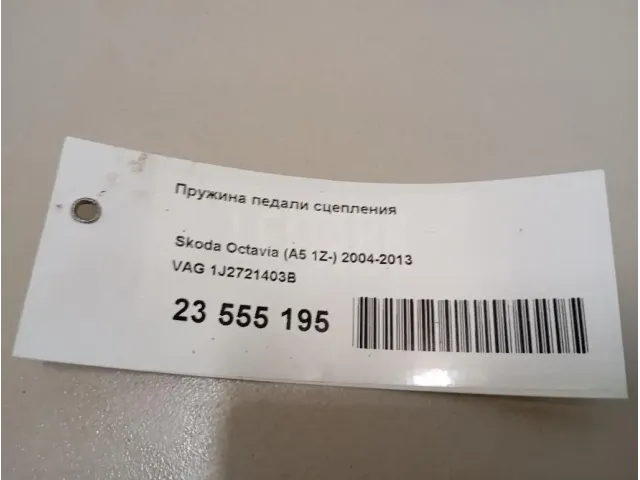 Пружина педали сцепления
Skoda Octavia (A5 1Z-) 2004-2013
VAG 1J2721403B
23 555 195